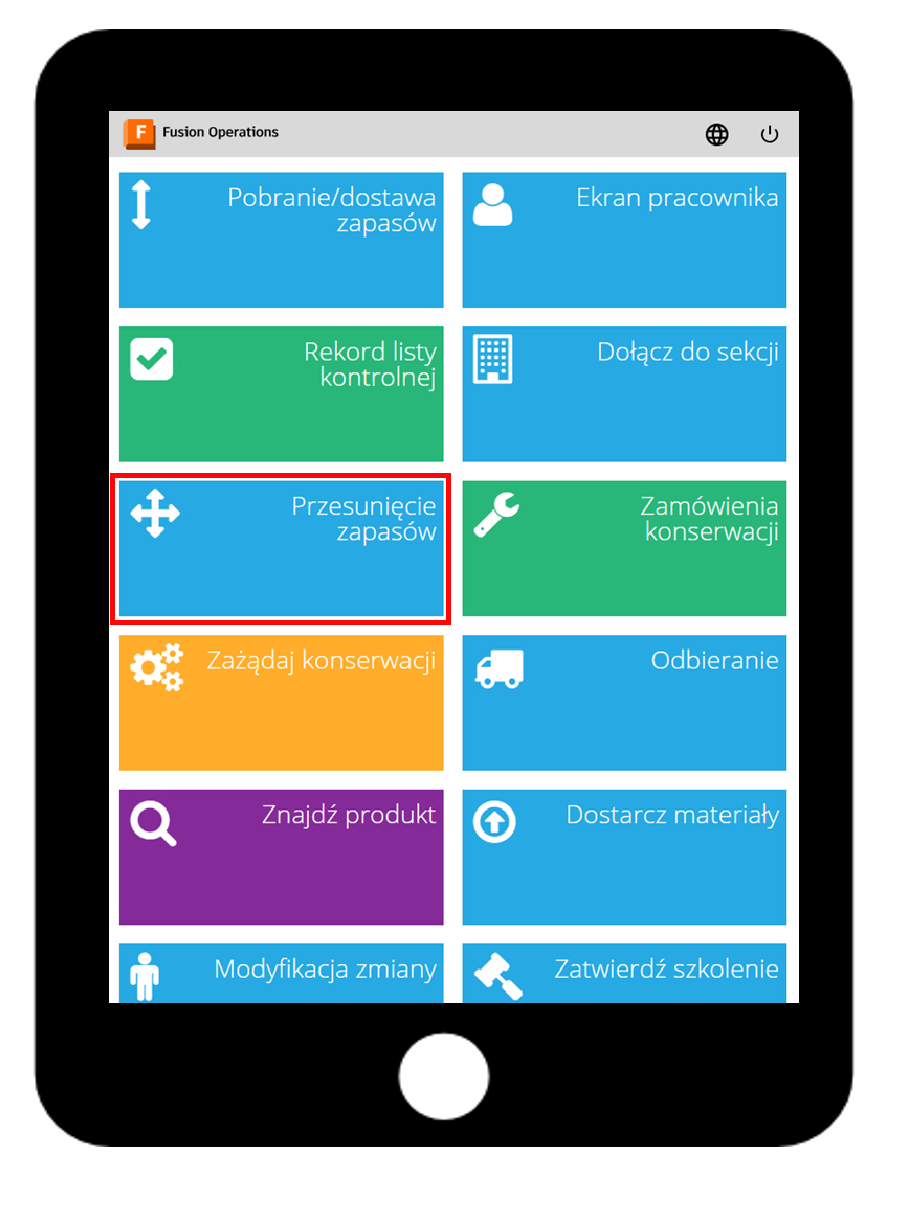 F Fusion Operations
Pobranie/dostawa
zapasów
Ekran pracownika
Rekord listy
kontrolnej
Dołącz do sekcji
Przesunięcie
zapasów
Zamówienia
konserwacji
Zażądaj konserwacji
Odbieranie
Znajdź produkt
Dostarcz materiały
Modyfikacja zmiany
Zatwierdź szkolenie